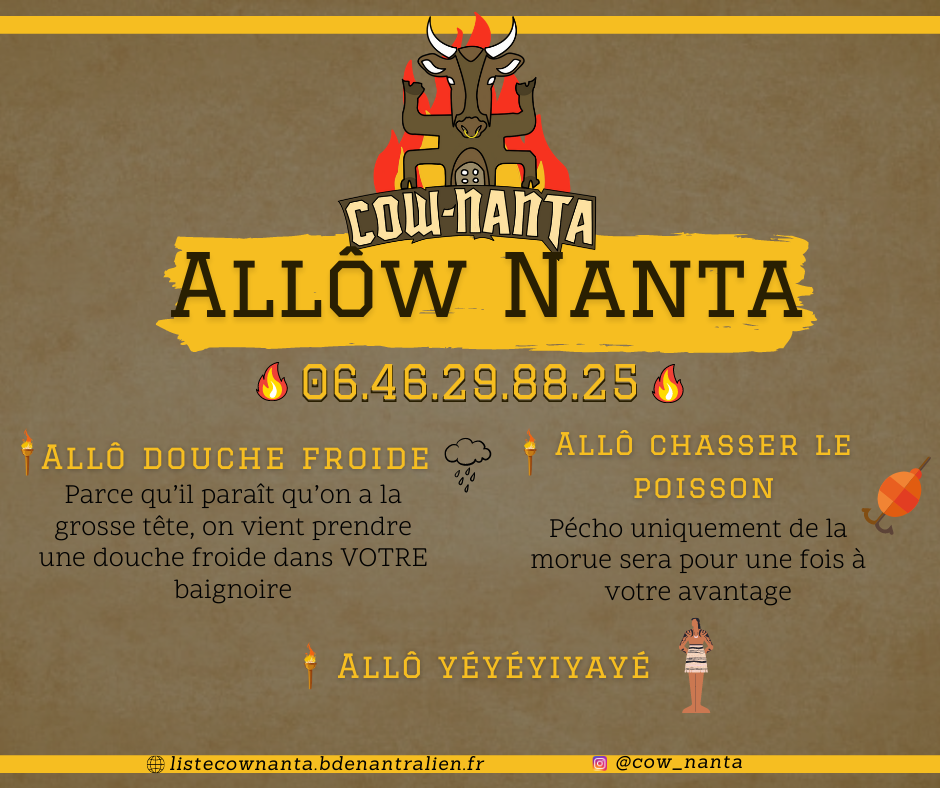 COW-NANTA
ALLÔW NANTA
06.46.29.88.25
ALLÔ DOUCHE FROIDE
Parce qu'il paraît qu'on a la
grosse tête, on vient prendre
une douche froide dans VOTRE
baignoire
ALLÔ CHASSER LE
POISSON
Pécho uniquement de la
morue sera pour une fois à
votre avantage
ALLÔ YÉYÉYIYAYÉ
listecownanta.bdenantralien.fr
@cow_nanta